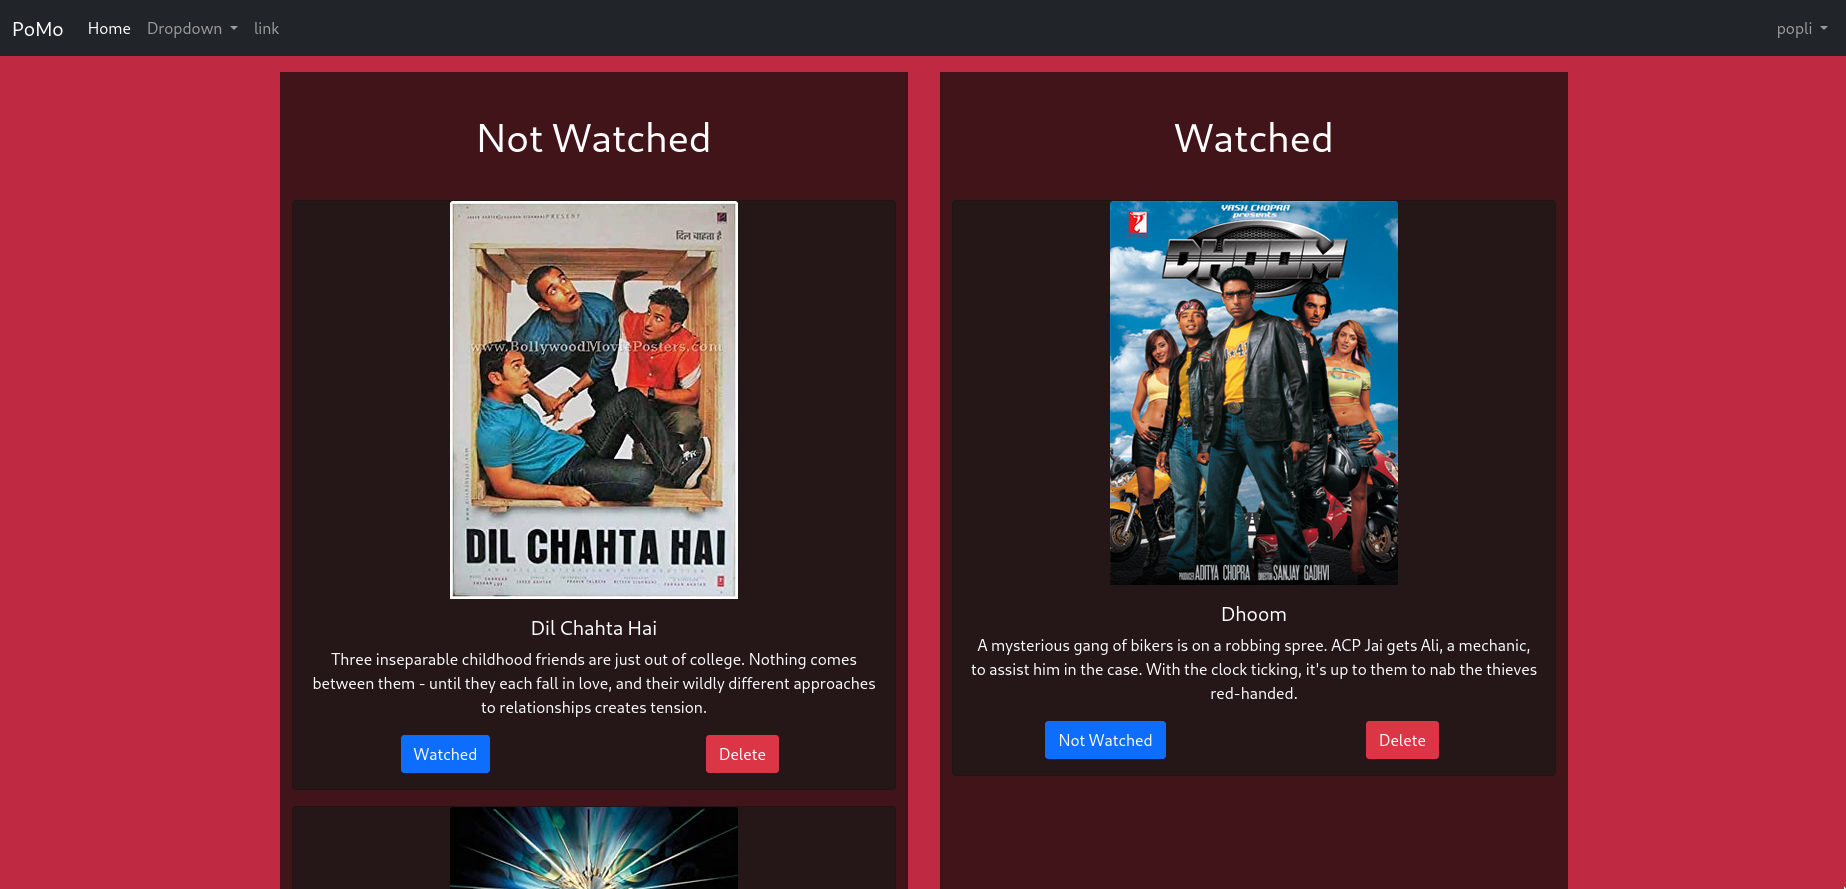 PoMo
Home
Dropdown
link
popli
Not Watched
PRESENT
दिल चाहता है
www.BollywoodMoviePosters.com
DIL CHAHTA HAI
Dil Chahta Hai
Three inseparable childhood friends are just out of college. Nothing comes
between them - until they each fall in love, and their wildly different approaches
to relationships creates tension.
Watched
Delete
Watched
YASH CHOPRA
presents
DHOOM
PRODUCER ADITYA CHOPRA DIRECTOR SANJAY GADHVI
Dhoom
A mysterious gang of bikers is on a robbing spree. ACP Jai gets Ali, a mechanic,
to assist him in the case. With the clock ticking, it's up to them to nab the thieves
red-handed.
Not Watched
Delete